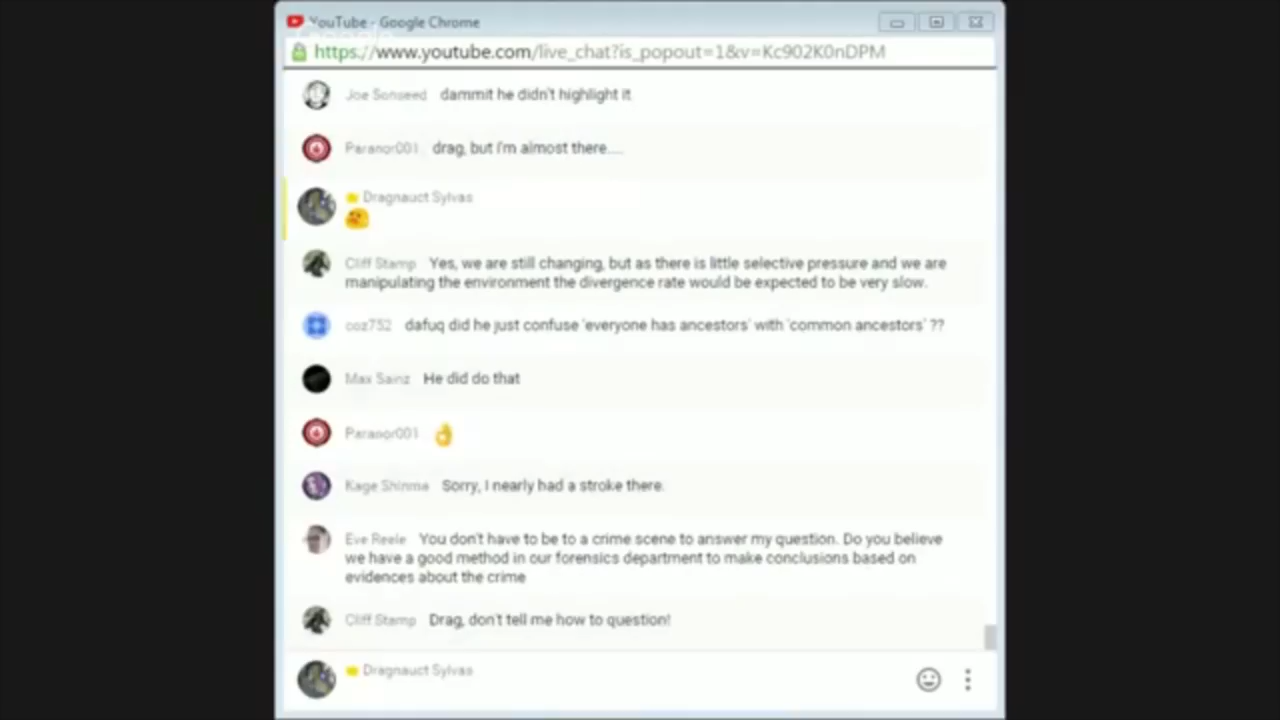 YouTube - Google Chrome
https://www.youtube.com/live_chat?is_popout=1&v=Kc902K0nDPM
Joe Sonseed dammit he didn't highlight it
Paranor001 drag, but i'm almost there....
Dragnauct Sylvas
Cliff Stamp Yes, we are still changing, but as there is little selective pressure and we are
manipulating the environment the divergence rate would be expected to be very slow.
coz752 dafuq did he just confuse 'everyone has ancestors' with 'common ancestors' ??
Max Sainz He did do that
Paranor001
Kage Shinma Sorry, I nearly had a stroke there.
Eve Reele You don't have to be to a crime scene to answer my question. Do you believe
we have a good method in our forensics department to make conclusions based on
evidences about the crime
Cliff Stamp Drag, don't tell me how to question!
Dragnauct Sylvas